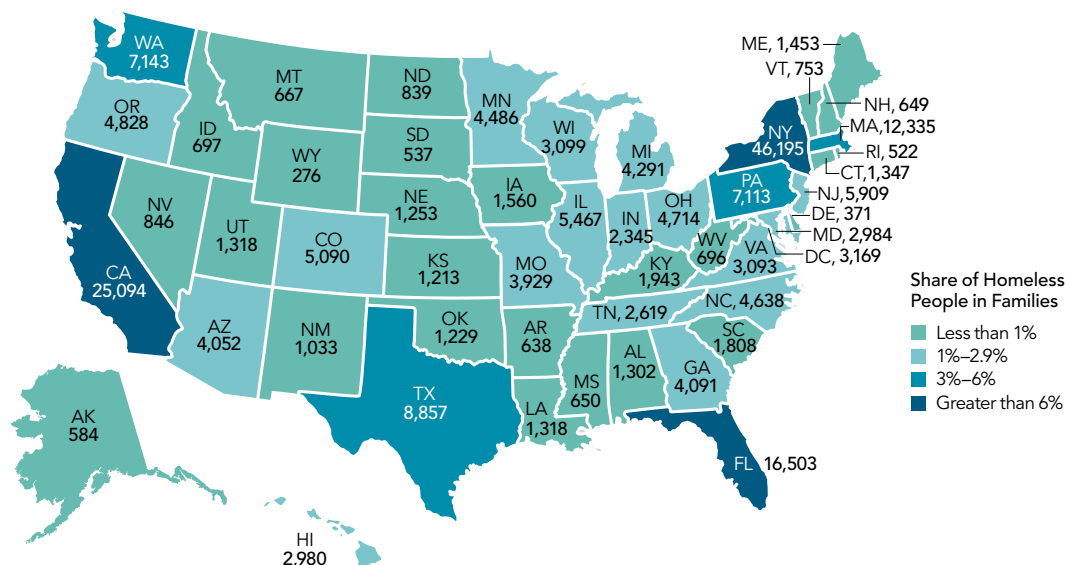 WA
7,143
OR
4,828
CA
25,094
NV
846
ID
697
MT
667
WY
276
UT
1,318
AZ
4,052
CO
5,090
NM
1,033
ND
839
SD
537
NE
1,253
KS
1,213
OK
1,229
TX
8,857
MN
4,486
IA
1,560
MO
3,929
AR
638
LA
1,318
WI
3,099
IL
5,467
MI
4,291
IN
2,345
OH
4,714
KY
1,943
TN, 2,619
MS
650
AL
1,302
GA
4,091
FL 16,503
SC
1,808
NC, 4,638
VA
3,093
WV
696
PA
7,113
NY
46,195
ME, 1,453
VT, 753
NH, 649
MA, 12,335
RI, 522
CT, 1,347
NJ, 5,909
DE, 371
MD, 2,984
DC, 3,169
AK
584
HI
2,980
Share of Homeless
People in Families
Less than 1%
1%–2.9%
3%–6%
Greater than 6%